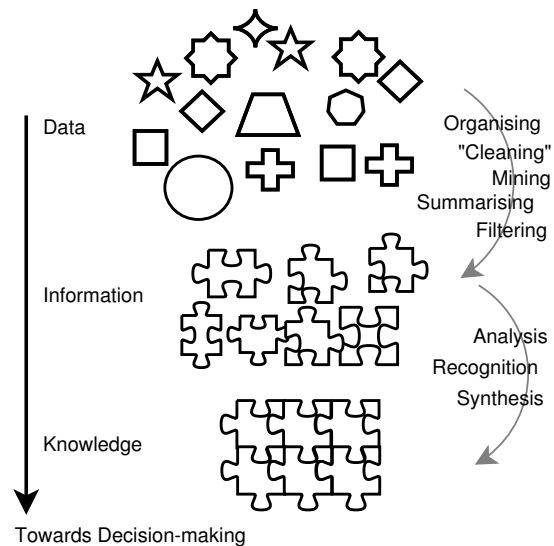 Data
Organising
"Cleaning"
Mining
Summarising
Filtering
Information
Analysis
Recognition
Synthesis
Knowledge
Towards Decision-making